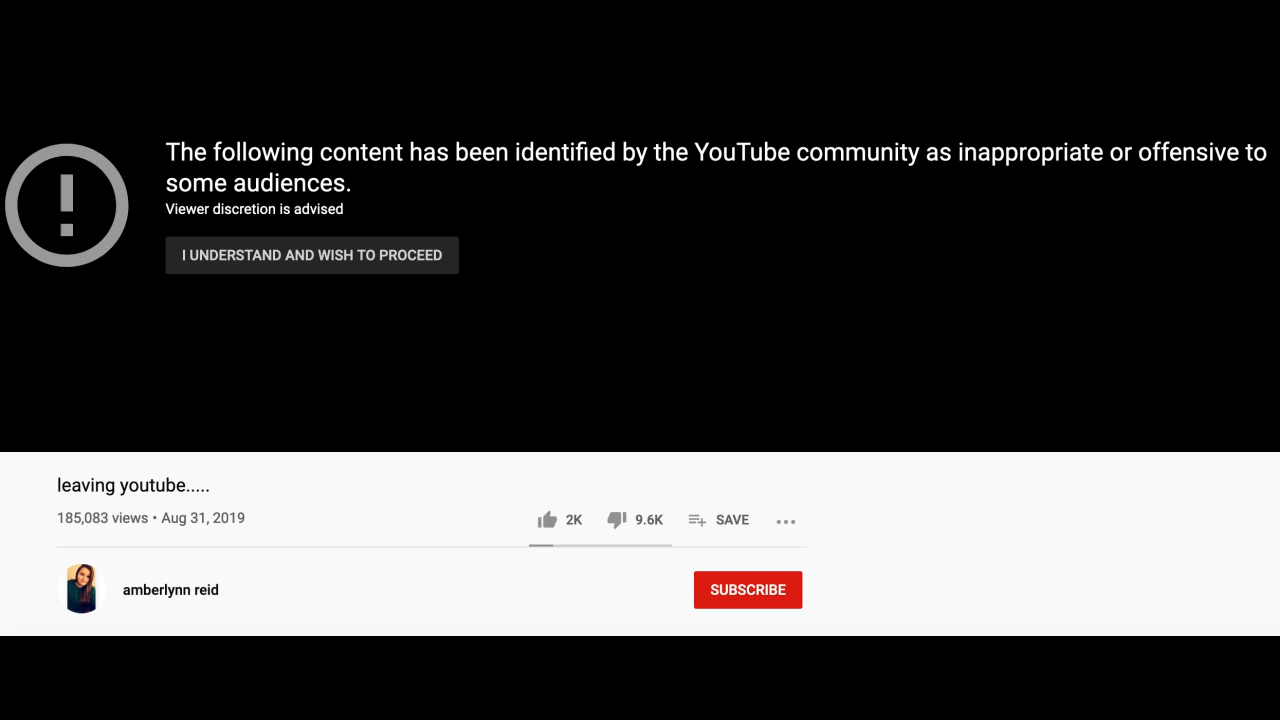 The following content has been identified by the YouTube community as inappropriate or offensive to
some audiences.
Viewer discretion is advised
I UNDERSTAND AND WISH TO PROCEED
leaving youtube.....
185,083 views • Aug 31, 2019
2K 9.6K SAVE
amberlynn reid
SUBSCRIBE